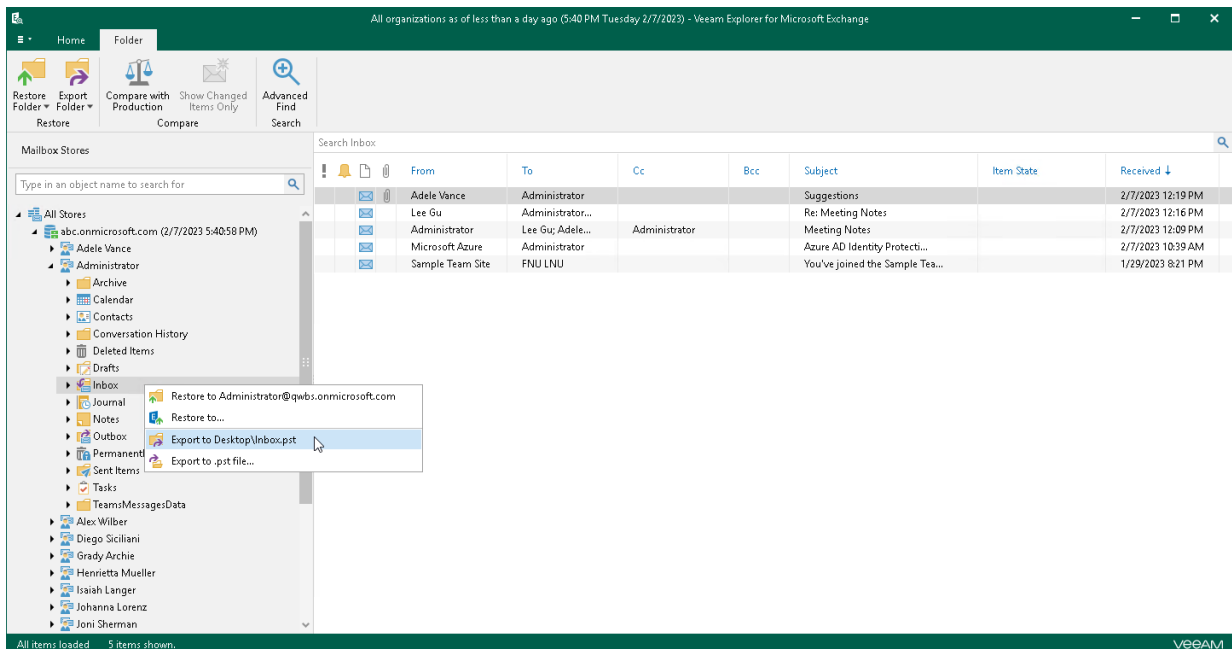 All organizations as of less than a day ago (5:40 PM Tuesday 2/7/2023) - Veeam Explorer for Microsoft Exchange
Home Folder
Restore Folder Export Folder Compare with Production Show Changed Items Only Advanced Find
Restore Compare Search
Mailbox Stores
Search Inbox
Type in an object name to search for
From To Cc Bcc Subject Item State Received
Adele Vance Administrator Suggestions 2/7/2023 12:19 PM
Lee Gu Administrator... Re: Meeting Notes 2/7/2023 12:16 PM
Administrator Lee Gu; Adele... Administrator Meeting Notes 2/7/2023 12:09 PM
Microsoft Azure Administrator Azure AD Identity Protecti... 2/7/2023 10:39 AM
Sample Team Site FNU LNU You've joined the Sample Tea... 1/29/2023 8:21 PM
All Stores
abc.onmicrosoft.com (2/7/2023 5:40:58 PM)
Adele Vance
Administrator
Archive
Calendar
Contacts
Conversation History
Deleted Items
Drafts
Inbox
Journal
Notes
Outbox
Permanentl
Sent Items
Tasks
TeamsMessagesData
Alex Wilber
Diego Siciliani
Grady Archie
Henrietta Mueller
Isaiah Langer
Johanna Lorenz
Joni Sherman
Restore to Administrator@qwbs.onmicrosoft.com
Restore to...
Export to Desktop\Inbox.pst
Export to .pst file...
All items loaded 5 items shown.
veeAM